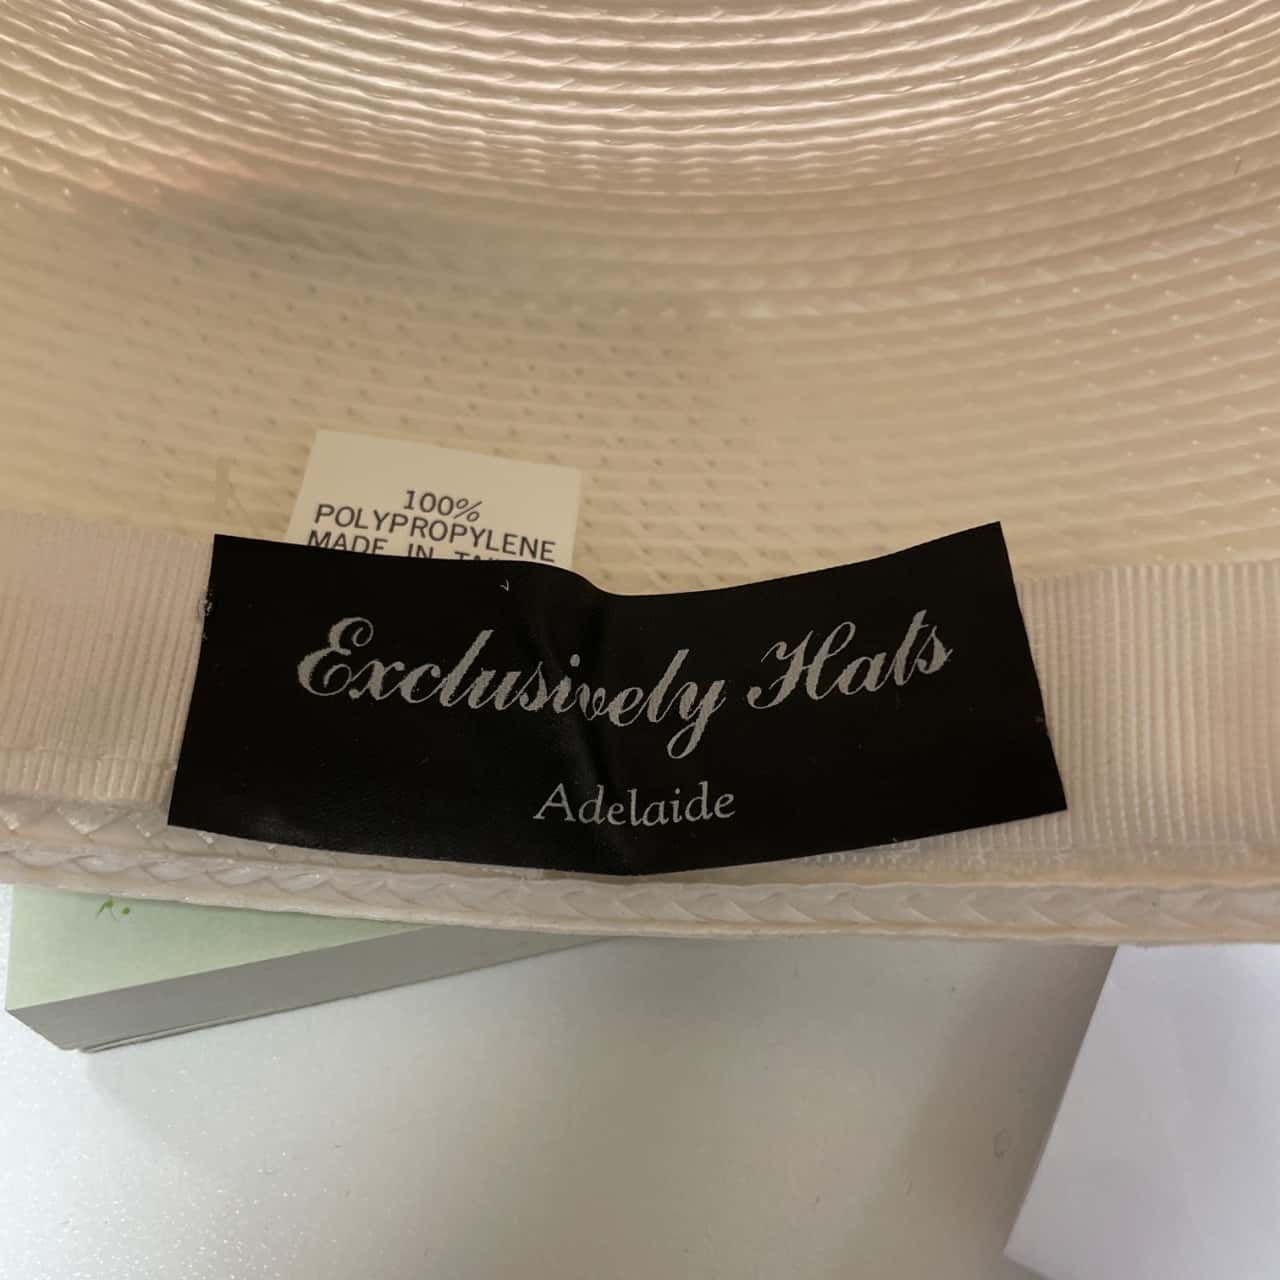 100%
POLYPROPYLENE
MADE IN
Exclusively Hats
Adelaide